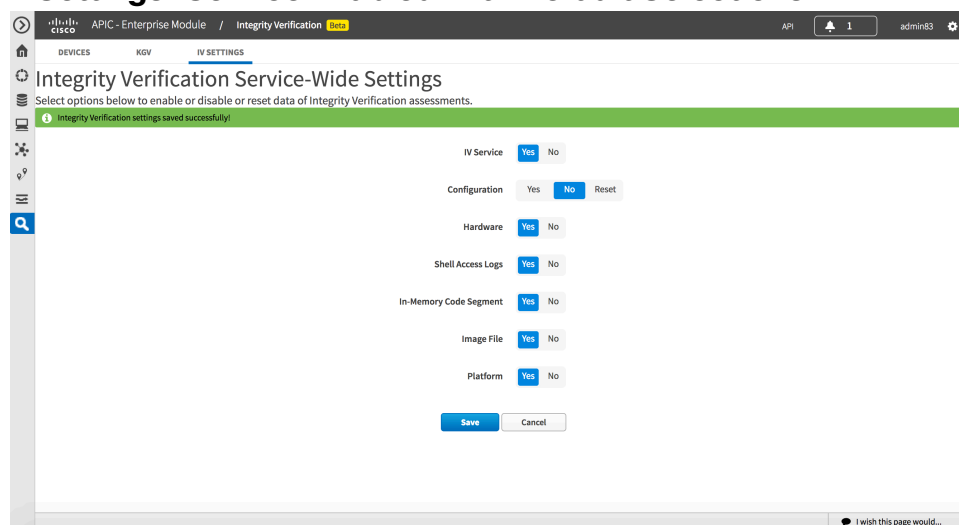 cisco APIC - Enterprise Module / Integrity Verification Beta API 1 admin83
DEVICES KGV IV SETTINGS
Integrity Verification Service-Wide Settings
Select options below to enable or disable or reset data of Integrity Verification assessments.
Integrity Verification settings saved successfully!
IV Service Yes No
Configuration Yes No Reset
Hardware Yes No
Shell Access Logs Yes No
In-Memory Code Segment Yes No
Image File Yes No
Platform Yes No
Save Cancel
I wish this page would...